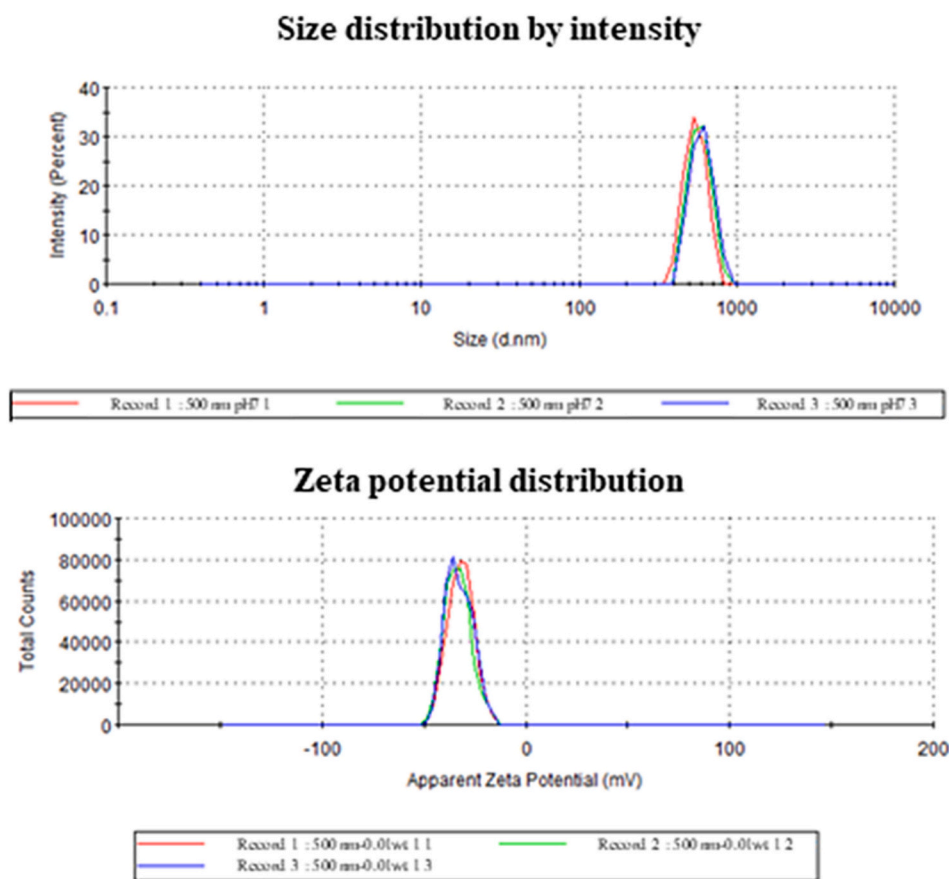 Size distribution by intensity
40
30
20
10
0
Intensity (Percent)
0.1 1 10 100 1000 10000
Size (d.nm)
Record 1 : 500 nm pH7 1 Record 2 : 500 nm pH7 2 Record 3 : 500 nm pH7 3
Zeta potential distribution
100000
80000
60000
40000
20000
0
Total Counts
-100 0 100 200
Apparent Zeta Potential (mV)
Record 1 : 500 nm-0.01wt 1 1 Record 2 : 500 nm-0.01wt 1 2
Record 3 : 500 nm-0.01wt 1 3